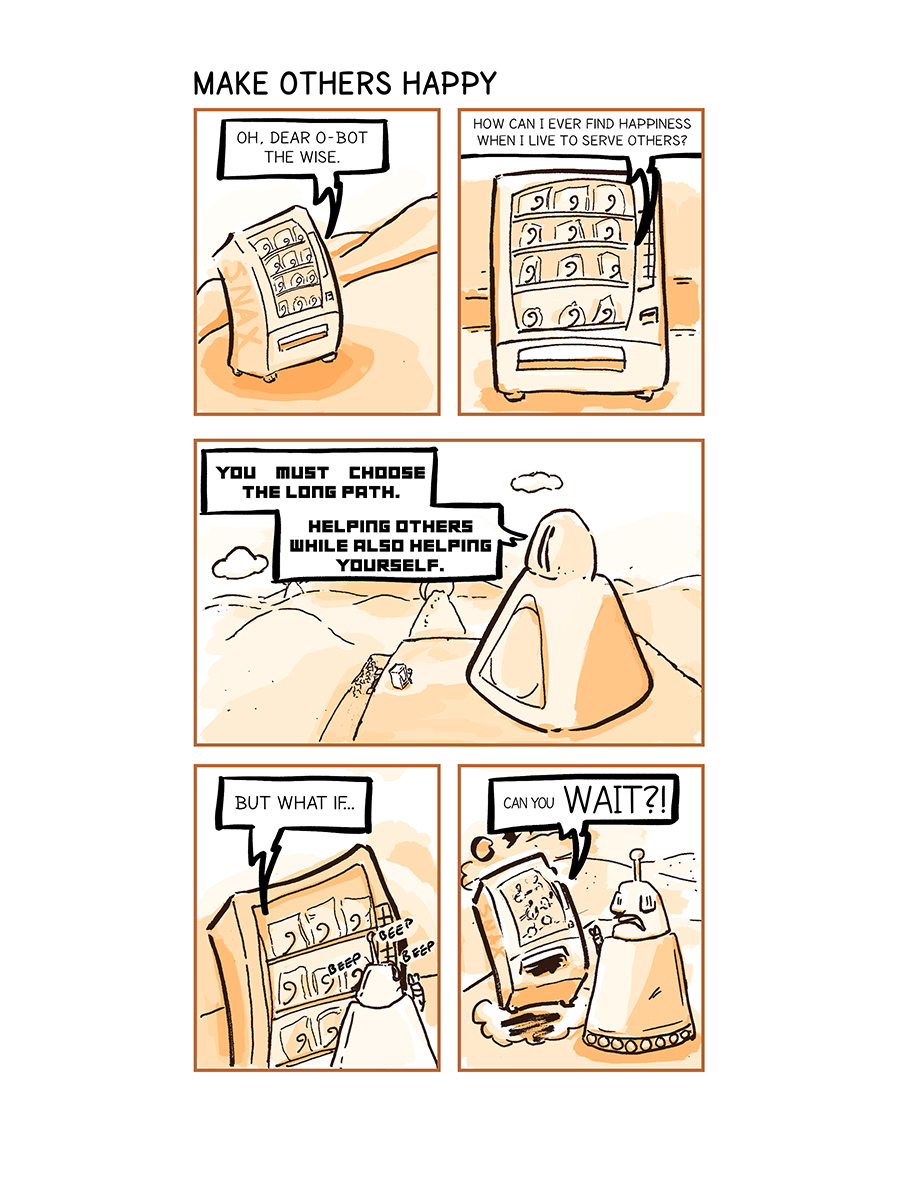 MAKE OTHERS HAPPY
OH, DEAR O-BOT
THE WISE.
SNAX
HOW CAN I EVER FIND HAPPINESS
WHEN I LIVE TO SERVE OTHERS?
YOU MUST CHOOSE
THE LONG PATH.
HELPING OTHERS
WHILE ALSO HELPING
YOURSELF.
BUT WHAT IF...
BEEP
BEEP
BEEP
CAN YOU WAIT?!